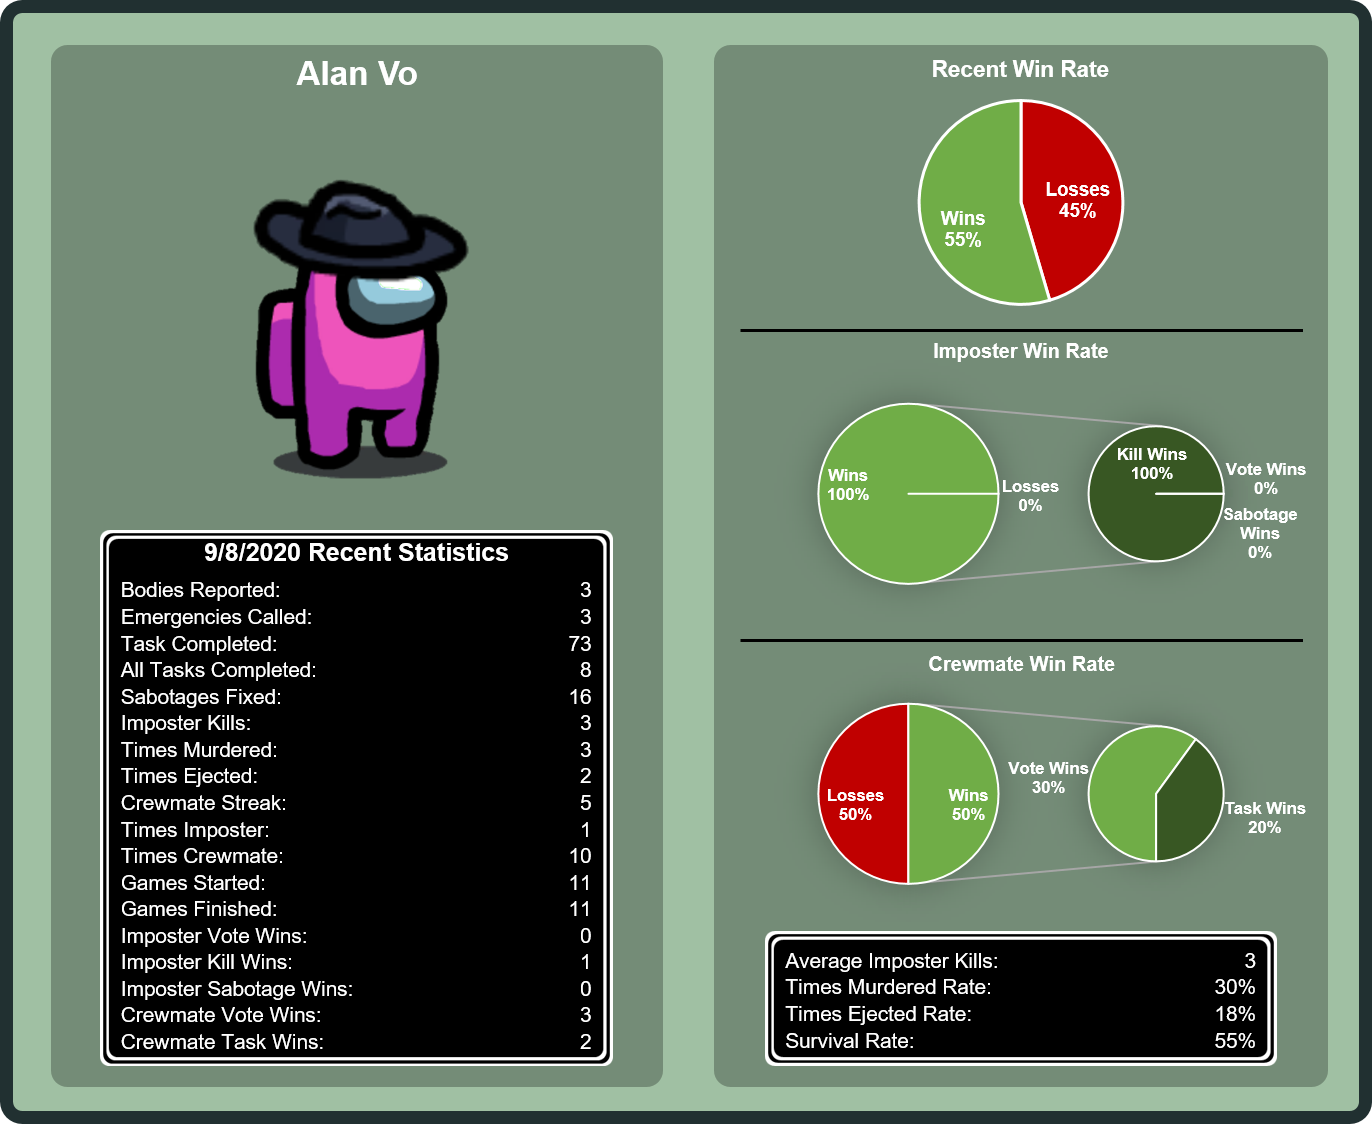 Alan Vo
9/8/2020 Recent Statistics
Bodies Reported: 3
Emergencies Called: 3
Task Completed: 73
All Tasks Completed: 8
Sabotages Fixed: 16
Imposter Kills: 3
Times Murdered: 3
Times Ejected: 2
Crewmate Streak: 5
Times Imposter: 1
Times Crewmate: 10
Games Started: 11
Games Finished: 11
Imposter Vote Wins: 0
Imposter Kill Wins: 1
Imposter Sabotage Wins: 0
Crewmate Vote Wins: 3
Crewmate Task Wins: 2
Recent Win Rate
Losses
45%
Wins
55%
Imposter Win Rate
Wins
100%
Losses
0%
Kill Wins
100%
Vote Wins
0%
Sabotage
Wins
0%
Crewmate Win Rate
Losses
50%
Wins
50%
Vote Wins
30%
Task Wins
20%
Average Imposter Kills: 3
Times Murdered Rate: 30%
Times Ejected Rate: 18%
Survival Rate: 55%